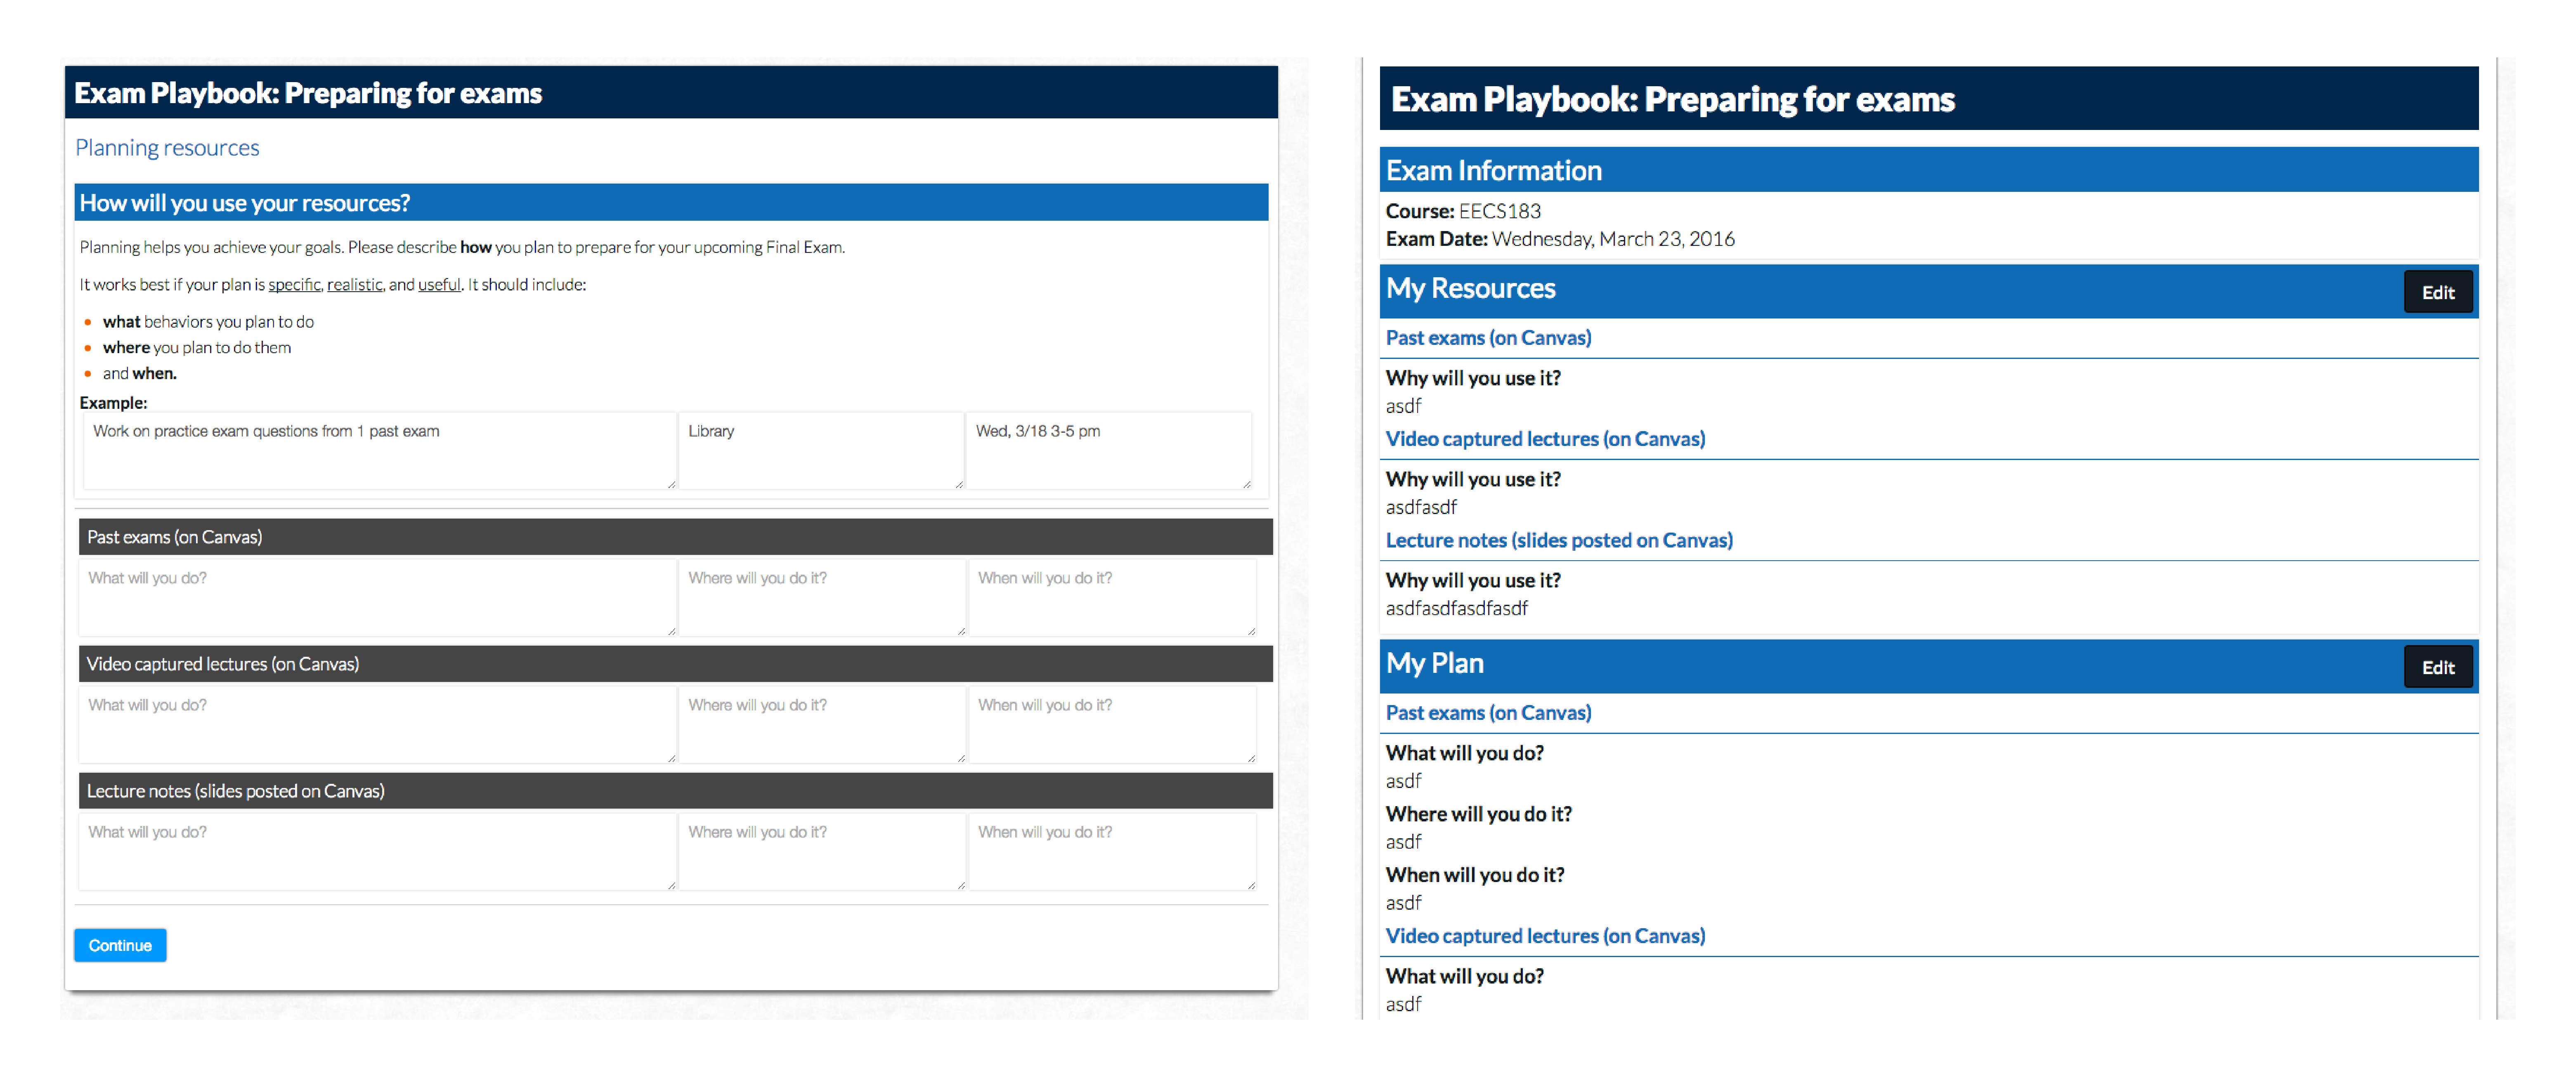 Exam Playbook: Preparing for exams
Planning resources
How will you use your resources?
Planning helps you achieve your goals. Please describe how you plan to prepare for your upcoming Final Exam.
It works best if your plan is specific, realistic, and useful. It should include:
• what behaviors you plan to do
• where you plan to do them
• and when.
Example:
Work on practice exam questions from 1 past exam Library Wed, 3/18 3-5 pm
Past exams (on Canvas)
What will you do? Where will you do it? When will you do it?
Video captured lectures (on Canvas)
What will you do? Where will you do it? When will you do it?
Lecture notes (slides posted on Canvas)
What will you do? Where will you do it? When will you do it?
Continue
Exam Playbook: Preparing for exams
Exam Information
Course: EECS183
Exam Date: Wednesday, March 23, 2016
My Resources Edit
Past exams (on Canvas)
Why will you use it?
asdf
Video captured lectures (on Canvas)
Why will you use it?
asdfasdf
Lecture notes (slides posted on Canvas)
Why will you use it?
asdfasdfasdfasdf
My Plan Edit
Past exams (on Canvas)
What will you do?
asdf
Where will you do it?
asdf
When will you do it?
asdf
Video captured lectures (on Canvas)
What will you do?
asdf